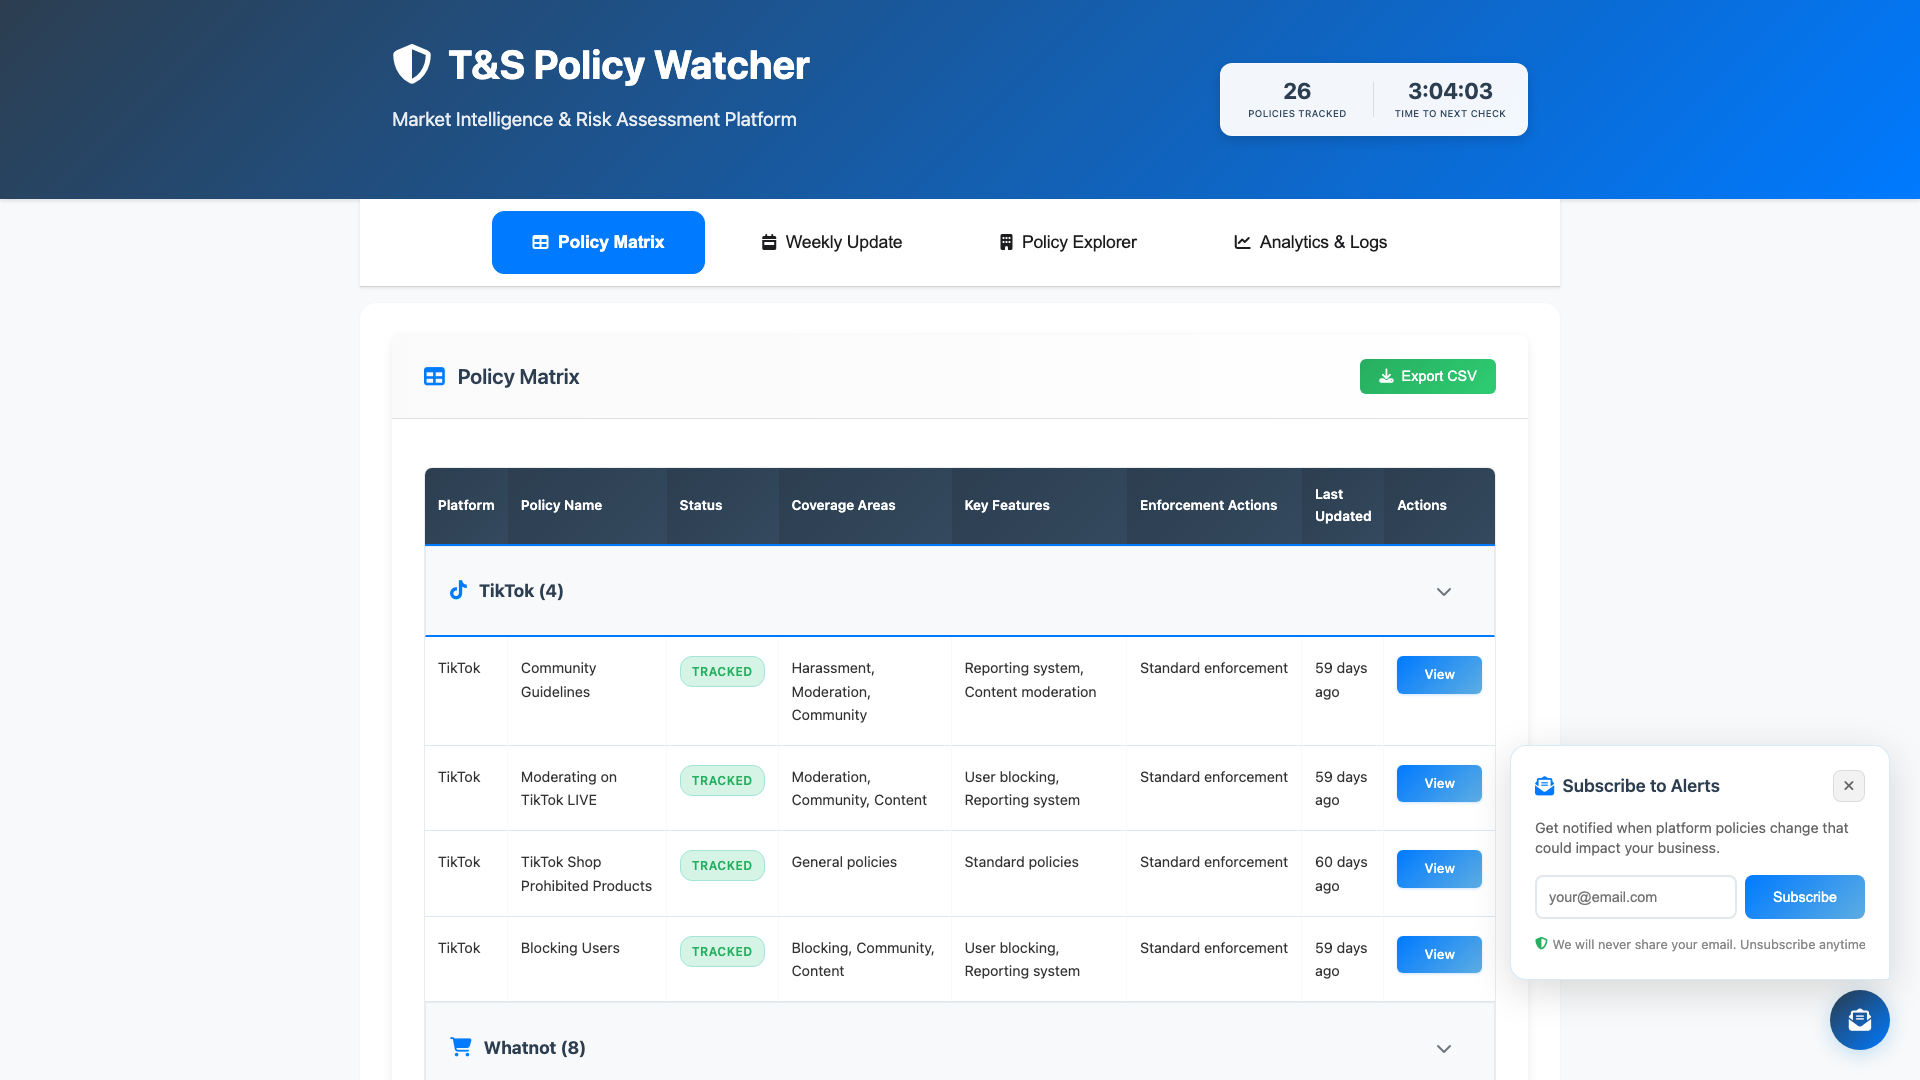 T&S Policy Watcher
Market Intelligence & Risk Assessment Platform
26
POLICIES TRACKED
3:04:03
TIME TO NEXT CHECK
Policy Matrix
Weekly Update
Policy Explorer
Analytics & Logs
Policy Matrix
Export CSV
Platform
Policy Name
Status
Coverage Areas
Key Features
Enforcement Actions
Last
Updated
Actions
TikTok (4)
TikTok
Community
Guidelines
TRACKED
Harassment,
Moderation,
Community
Reporting system,
Content moderation
Standard enforcement
59 days
ago
View
TikTok
Moderating on
TikTok LIVE
TRACKED
Moderation,
Community, Content
User blocking,
Reporting system
Standard enforcement
59 days
ago
View
TikTok
TikTok Shop
Prohibited Products
TRACKED
General policies
Standard policies
Standard enforcement
60 days
ago
View
TikTok
Blocking Users
TRACKED
Blocking, Community,
Content
User blocking,
Reporting system
Standard enforcement
59 days
ago
View
Whatnot (8)
Subscribe to Alerts
×
Get notified when platform policies change that
could impact your business.
your@email.com
Subscribe
We will never share your email. Unsubscribe anytime